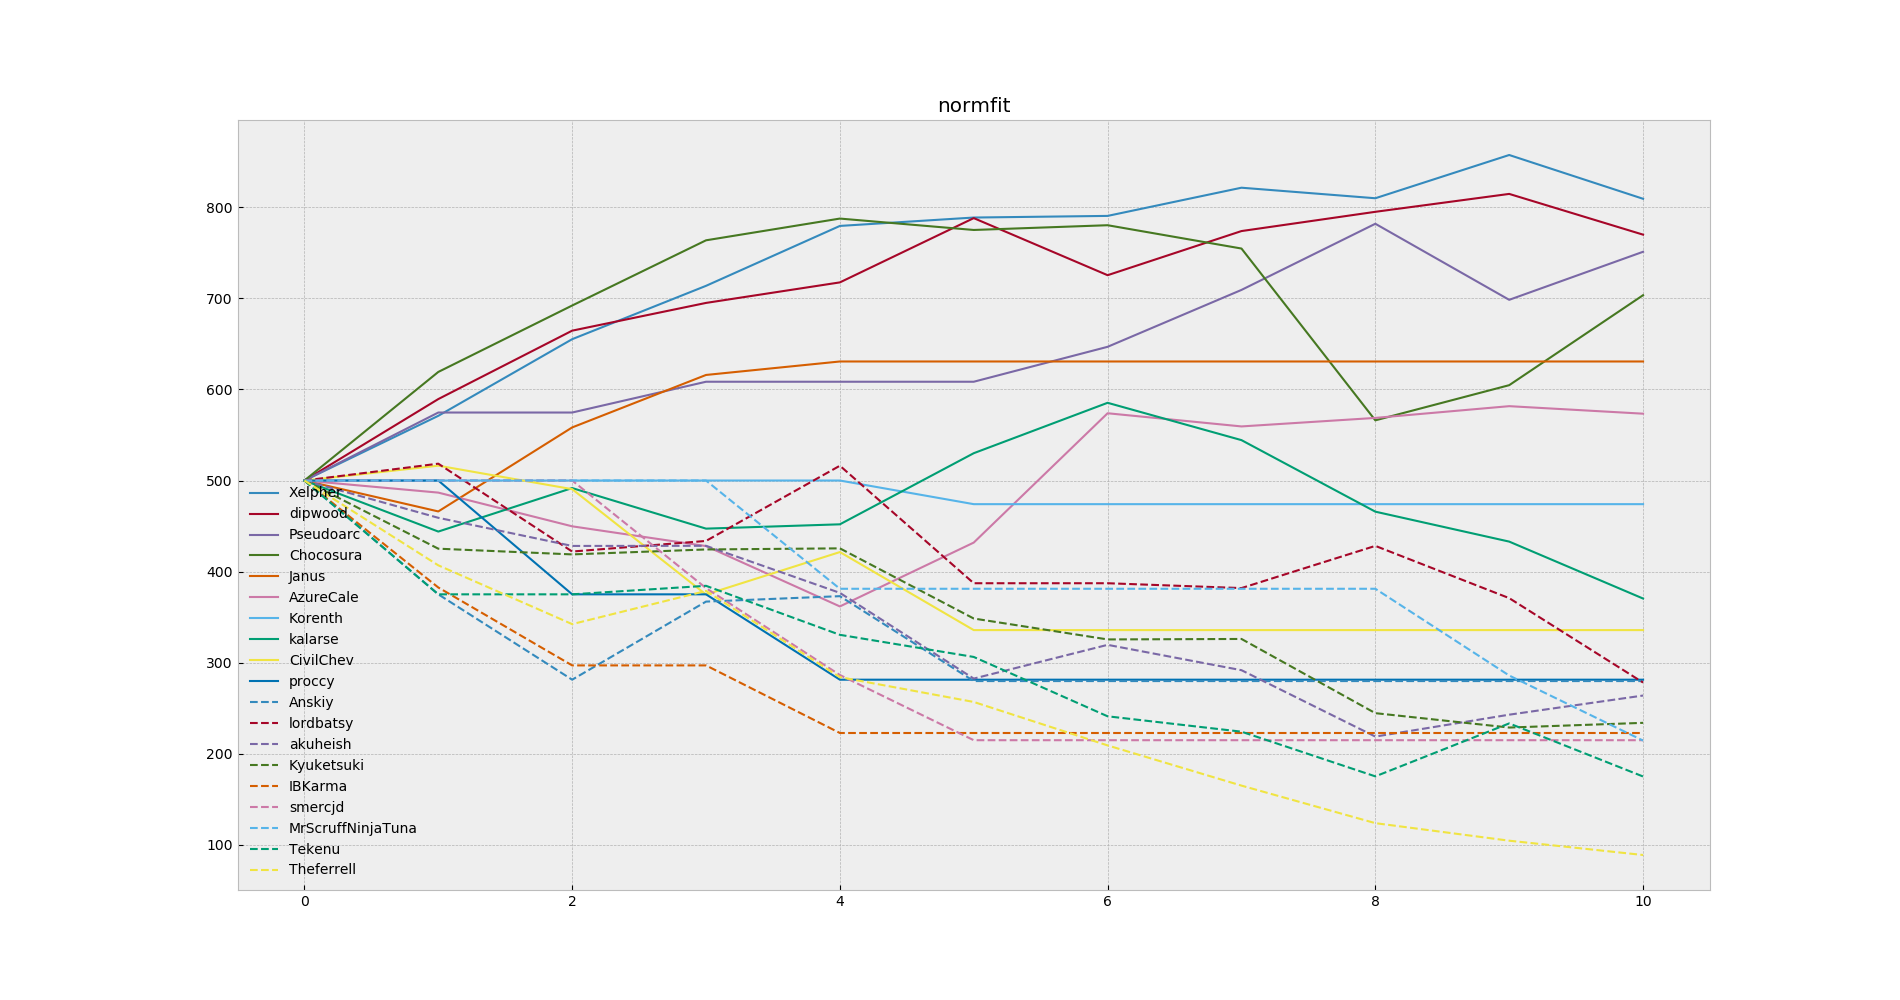 normfit
800
700
600
500
400
300
200
100
Xelpher
dipwood
Pseudoarc
Chocosura
Janus
AzureCale
Korenth
kalarse
CivilChev
proccy
Anskiy
lordbatsy
akuheish
Kyuketsuki
IBKarma
smercjd
MrScruffNinjaTuna
Tekenu
Theferrell
0 2 4 6 8 10